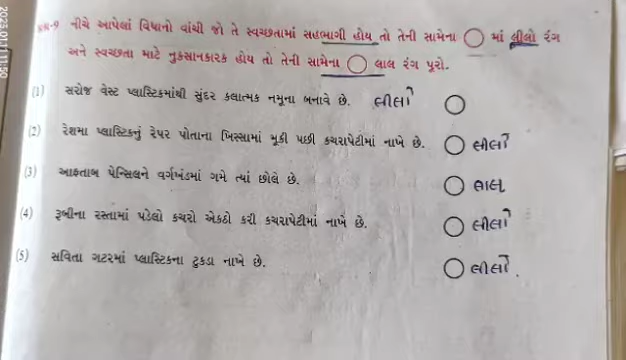 પ્રશ્ન-9 નીચે આપેલાં વિધાનો વાંચી જો તે સ્વચ્છતામાં સહભાગી હોય તો તેની સામેના ○ માં લીલો રંગ
અને સ્વચ્છતા માટે નુકસાનકારક હોય તો તેની સામેના ○ લાલ રંગ પૂરો.
(1) સરોજ વેસ્ટ પ્લાસ્ટિકમાંથી સુંદર કલાત્મક નમૂના બનાવે છે. લીલો ○
(2) રેશમા પ્લાસ્ટિકનું રેપર પોતાના ખિસ્સામાં મૂકી પછી કચરાપેટીમાં નાખે છે. ○ લીલો
(3) આફતાબ પેન્સિલને વર્ગખંડમાં ગમે ત્યાં છોલે છે. ○ લાલ
(4) રૂબીના રસ્તામાં પડેલો કચરો એકઠો કરી કચરાપેટીમાં નાખે છે. ○ લીલો
(5) સવિતા ગટરમાં પ્લાસ્ટિકના ટુકડા નાખે છે. ○ લીલો.